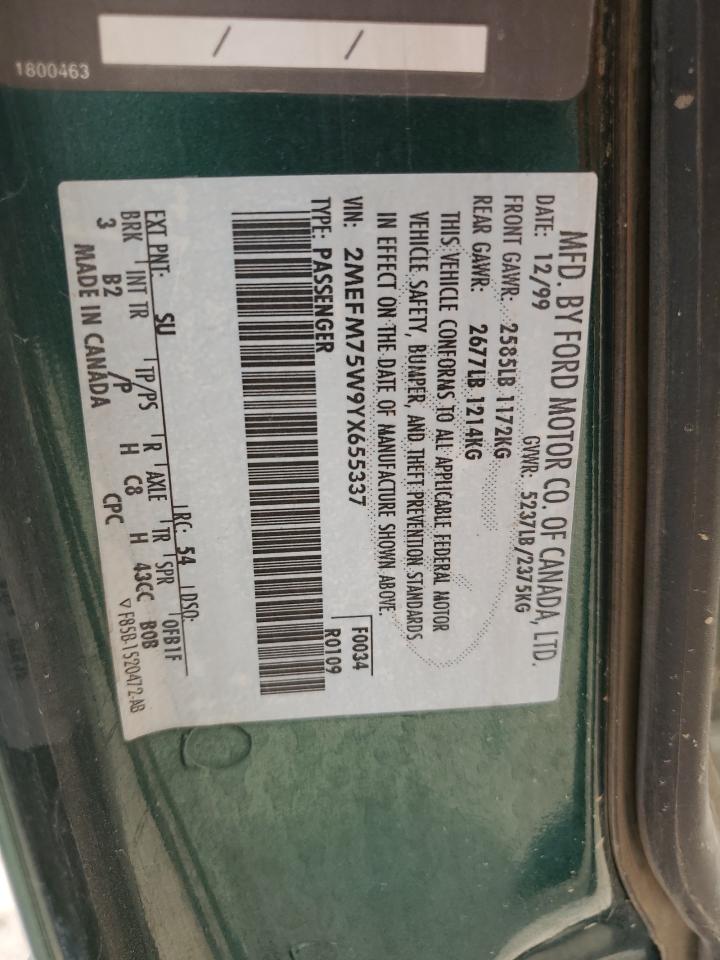 1800463
/ /
MFD. BY FORD MOTOR CO. OF CANADA, LTD.
DATE: 12/99 GVWR: 5237LB/2375KG
FRONT GAWR: 2585LB 1172KG
REAR GAWR: 2677LB 1214KG
THIS VEHICLE CONFORMS TO ALL APPLICABLE FEDERAL MOTOR
VEHICLE SAFETY, BUMPER, AND THEFT PREVENTION STANDARDS
IN EFFECT ON THE DATE OF MANUFACTURE SHOWN ABOVE.
VIN: 2MEFM75W9YX655337 F0034
TYPE: PASSENGER R0109
EXT PNT: SU RC: 54 DSO:
BRK INT TR TP/PS R AXLE TR SPR 0FB1F
3 B2 /P H C8 H 43CC BOB
MADE IN CANADA CPC ▽F85B-1520472-AB